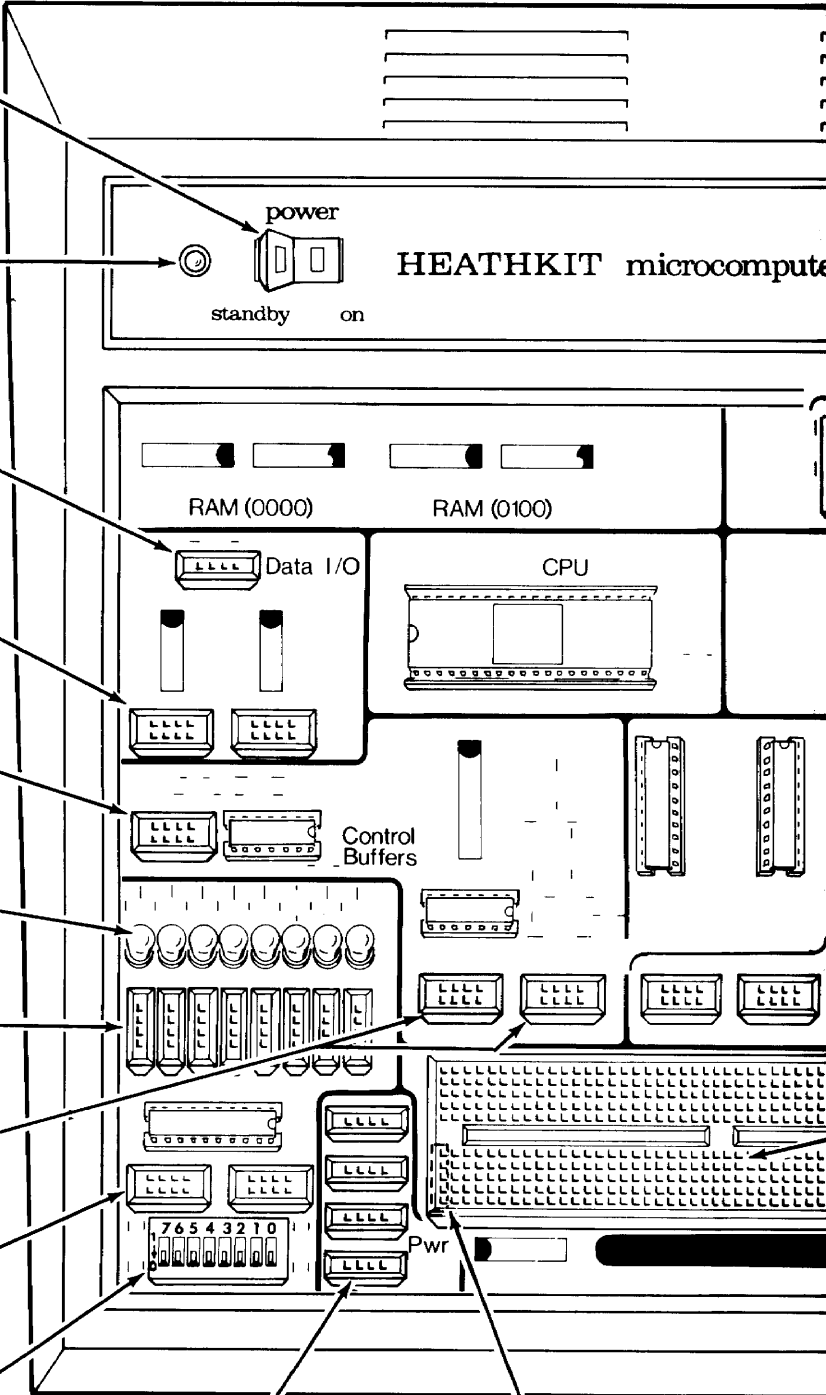 power
HEATHKIT microcompute
standby on
RAM (0000) RAM (0100)
Data I/O
CPU
Control
Buffers
7 6 5 4 3 2 1 0
1
0
Pwr